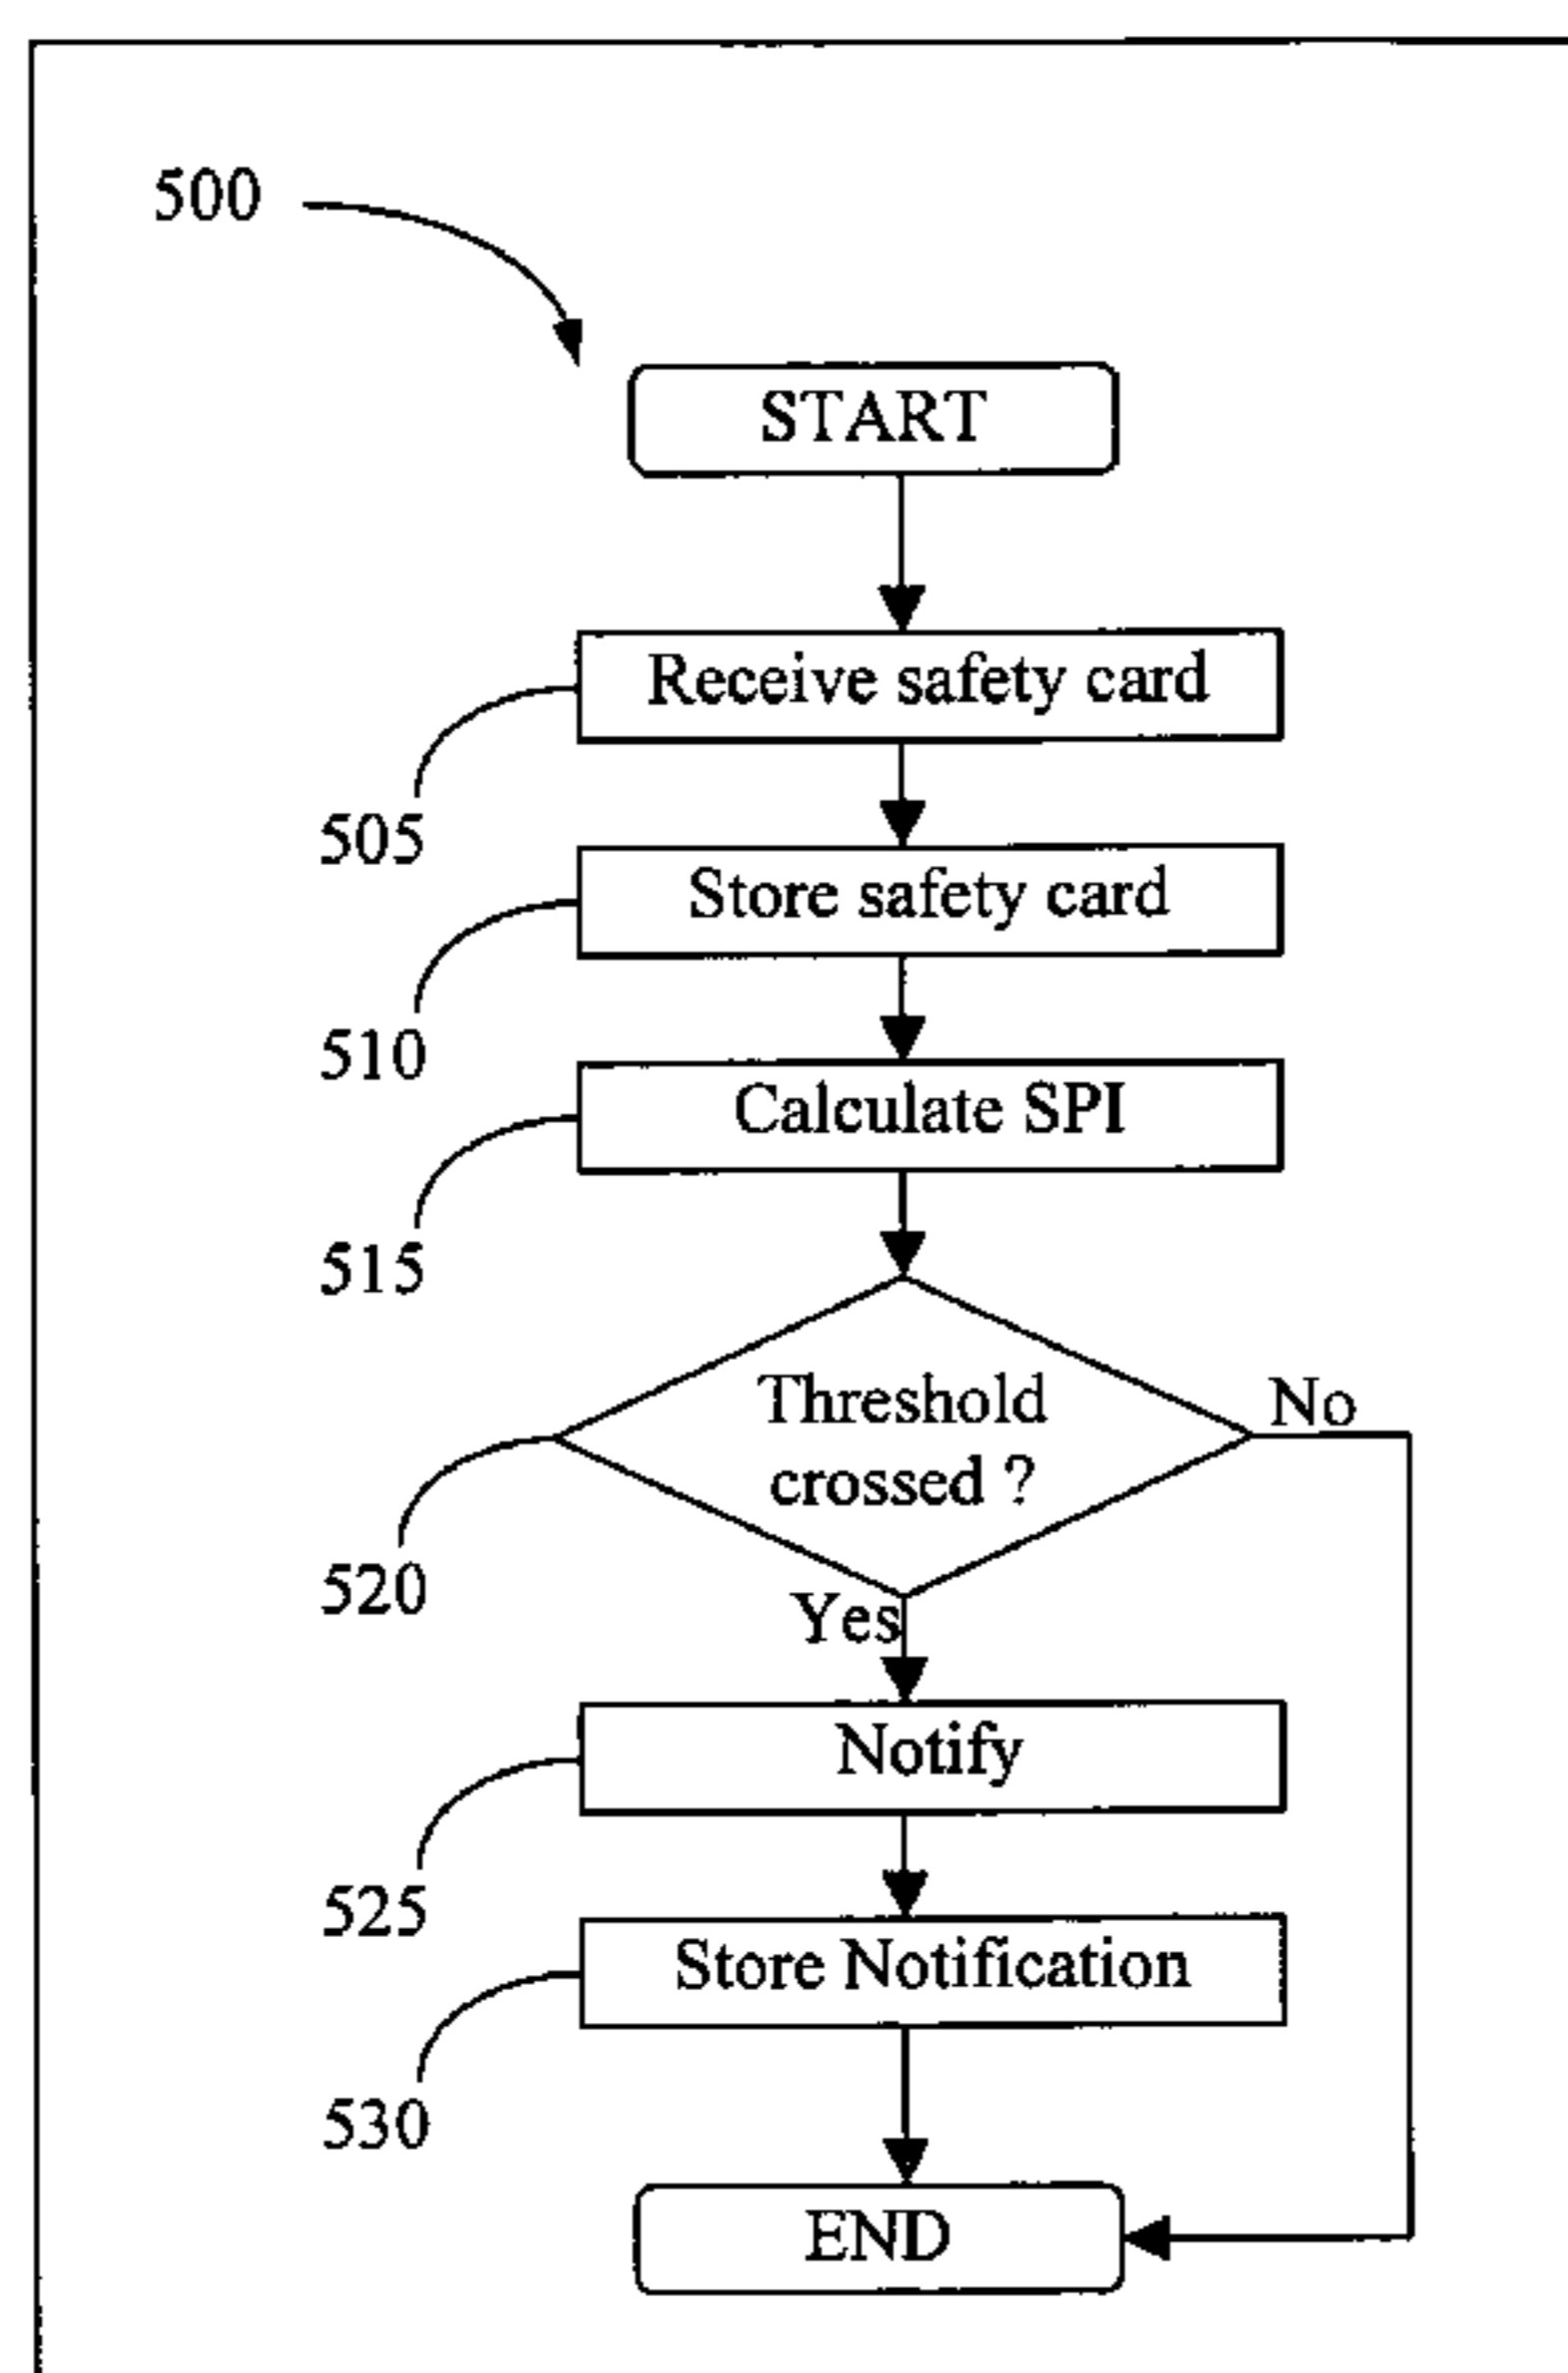 500
START
Receive safety card
505
Store safety card
510
Calculate SPI
515
Threshold
crossed ?
No
520
Yes
Notify
525
Store Notification
530
END